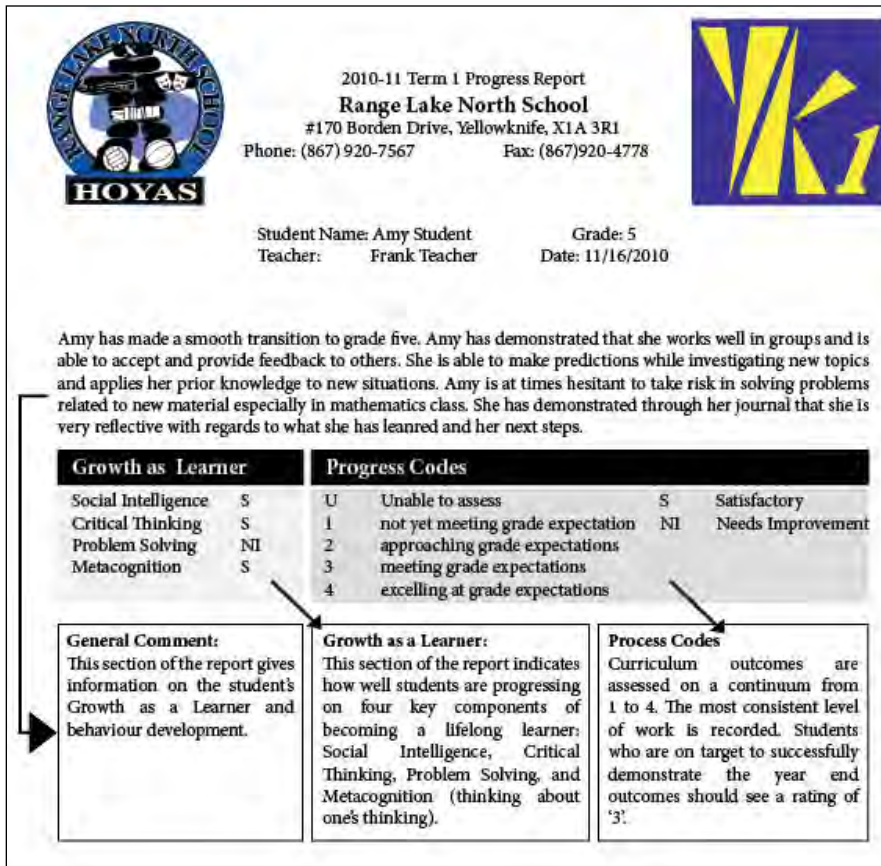 RANGE LAKE NORTH SCHOOL
HOYAS
2010-11 Term 1 Progress Report
Range Lake North School
#170 Borden Drive, Yellowknife, X1A 3R1
Phone: (867) 920-7567 Fax: (867)920-4778
YK1
Student Name: Amy Student Grade: 5
Teacher: Frank Teacher Date: 11/16/2010
Amy has made a smooth transition to grade five. Amy has demonstrated that she works well in groups and is
able to accept and provide feedback to others. She is able to make predictions while investigating new topics
and applies her prior knowledge to new situations. Amy is at times hesitant to take risk in solving problems
related to new material especially in mathematics class. She has demonstrated through her journal that she is
very reflective with regards to what she has leanred and her next steps.
Growth as Learner
Social Intelligence S
Critical Thinking S
Problem Solving NI
Metacognition S
Progress Codes
U Unable to assess S Satisfactory
1 not yet meeting grade expectation NI Needs Improvement
2 approaching grade expectations
3 meeting grade expectations
4 excelling at grade expectations
General Comment:
This section of the report gives
information on the student's
Growth as a Learner and
behaviour development.
Growth as a Learner:
This section of the report indicates
how well students are progressing
on four key components of
becoming a lifelong learner:
Social Intelligence, Critical
Thinking, Problem Solving, and
Metacognition (thinking about
one's thinking).
Process Codes
Curriculum outcomes are
assessed on a continuum from
1 to 4. The most consistent level
of work is recorded. Students
who are on target to successfully
demonstrate the year end
outcomes should see a rating of
'3'.